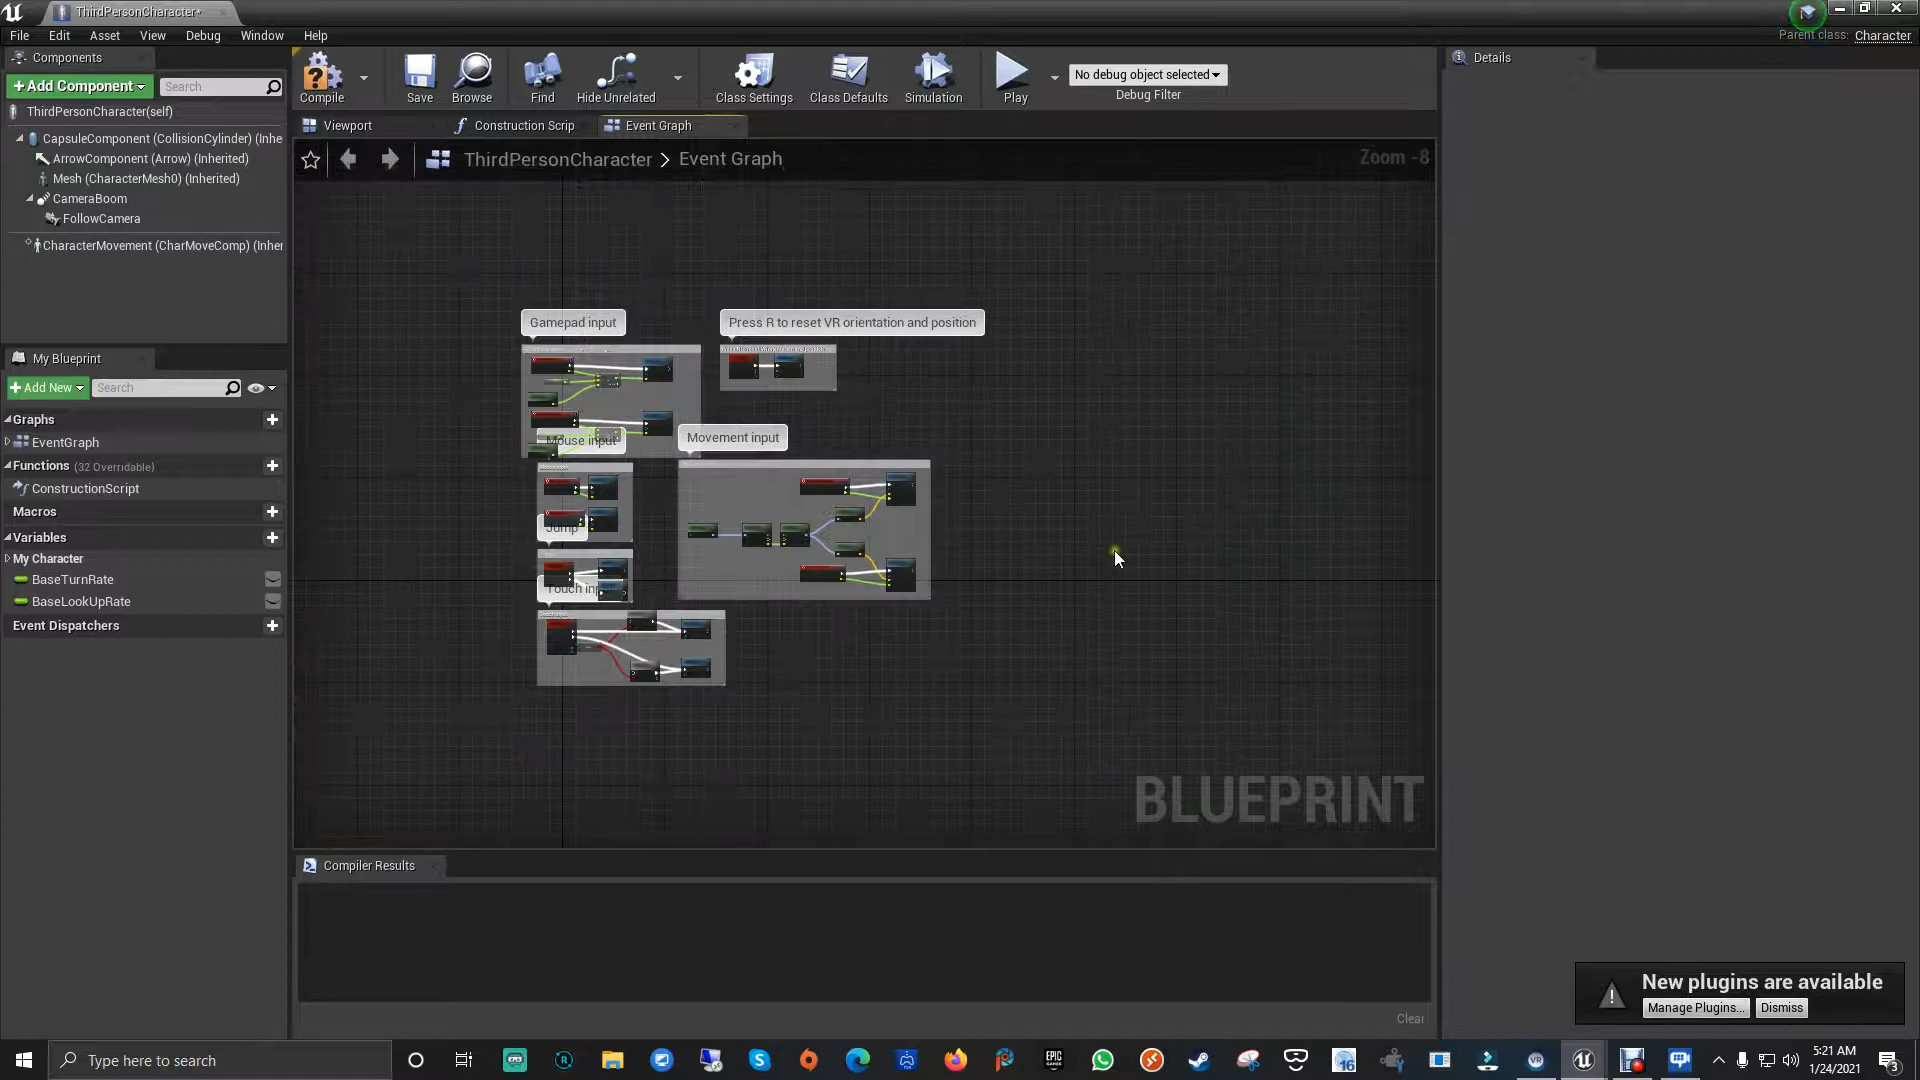 ThirdPersonCharacter*
File Edit Asset View Debug Window Help
Parent class: Character
Components
+Add Component
Search
ThirdPersonCharacter(self)
CapsuleComponent (CollisionCylinder) (Inhe
ArrowComponent (Arrow) (Inherited)
Mesh (CharacterMesh0) (Inherited)
CameraBoom
FollowCamera
CharacterMovement (CharMoveComp) (Inher
My Blueprint
+Add New
Search
Graphs
EventGraph
Functions (32 Overridable)
ConstructionScript
Macros
Variables
My Character
BaseTurnRate
BaseLookUpRate
Event Dispatchers
Compile
Save
Browse
Find
Hide Unrelated
Class Settings
Class Defaults
Simulation
Play
No debug object selected
Debug Filter
Viewport
Construction Scrip
Event Graph
ThirdPersonCharacter > Event Graph
Zoom -8
Gamepad input
Press R to reset VR orientation and position
Mouse input
Movement input
Jump
Touch inp
BLUEPRINT
Compiler Results
Clear
Details
New plugins are available
Manage Plugins...
Dismiss
Type here to search
5:21 AM
1/24/2021